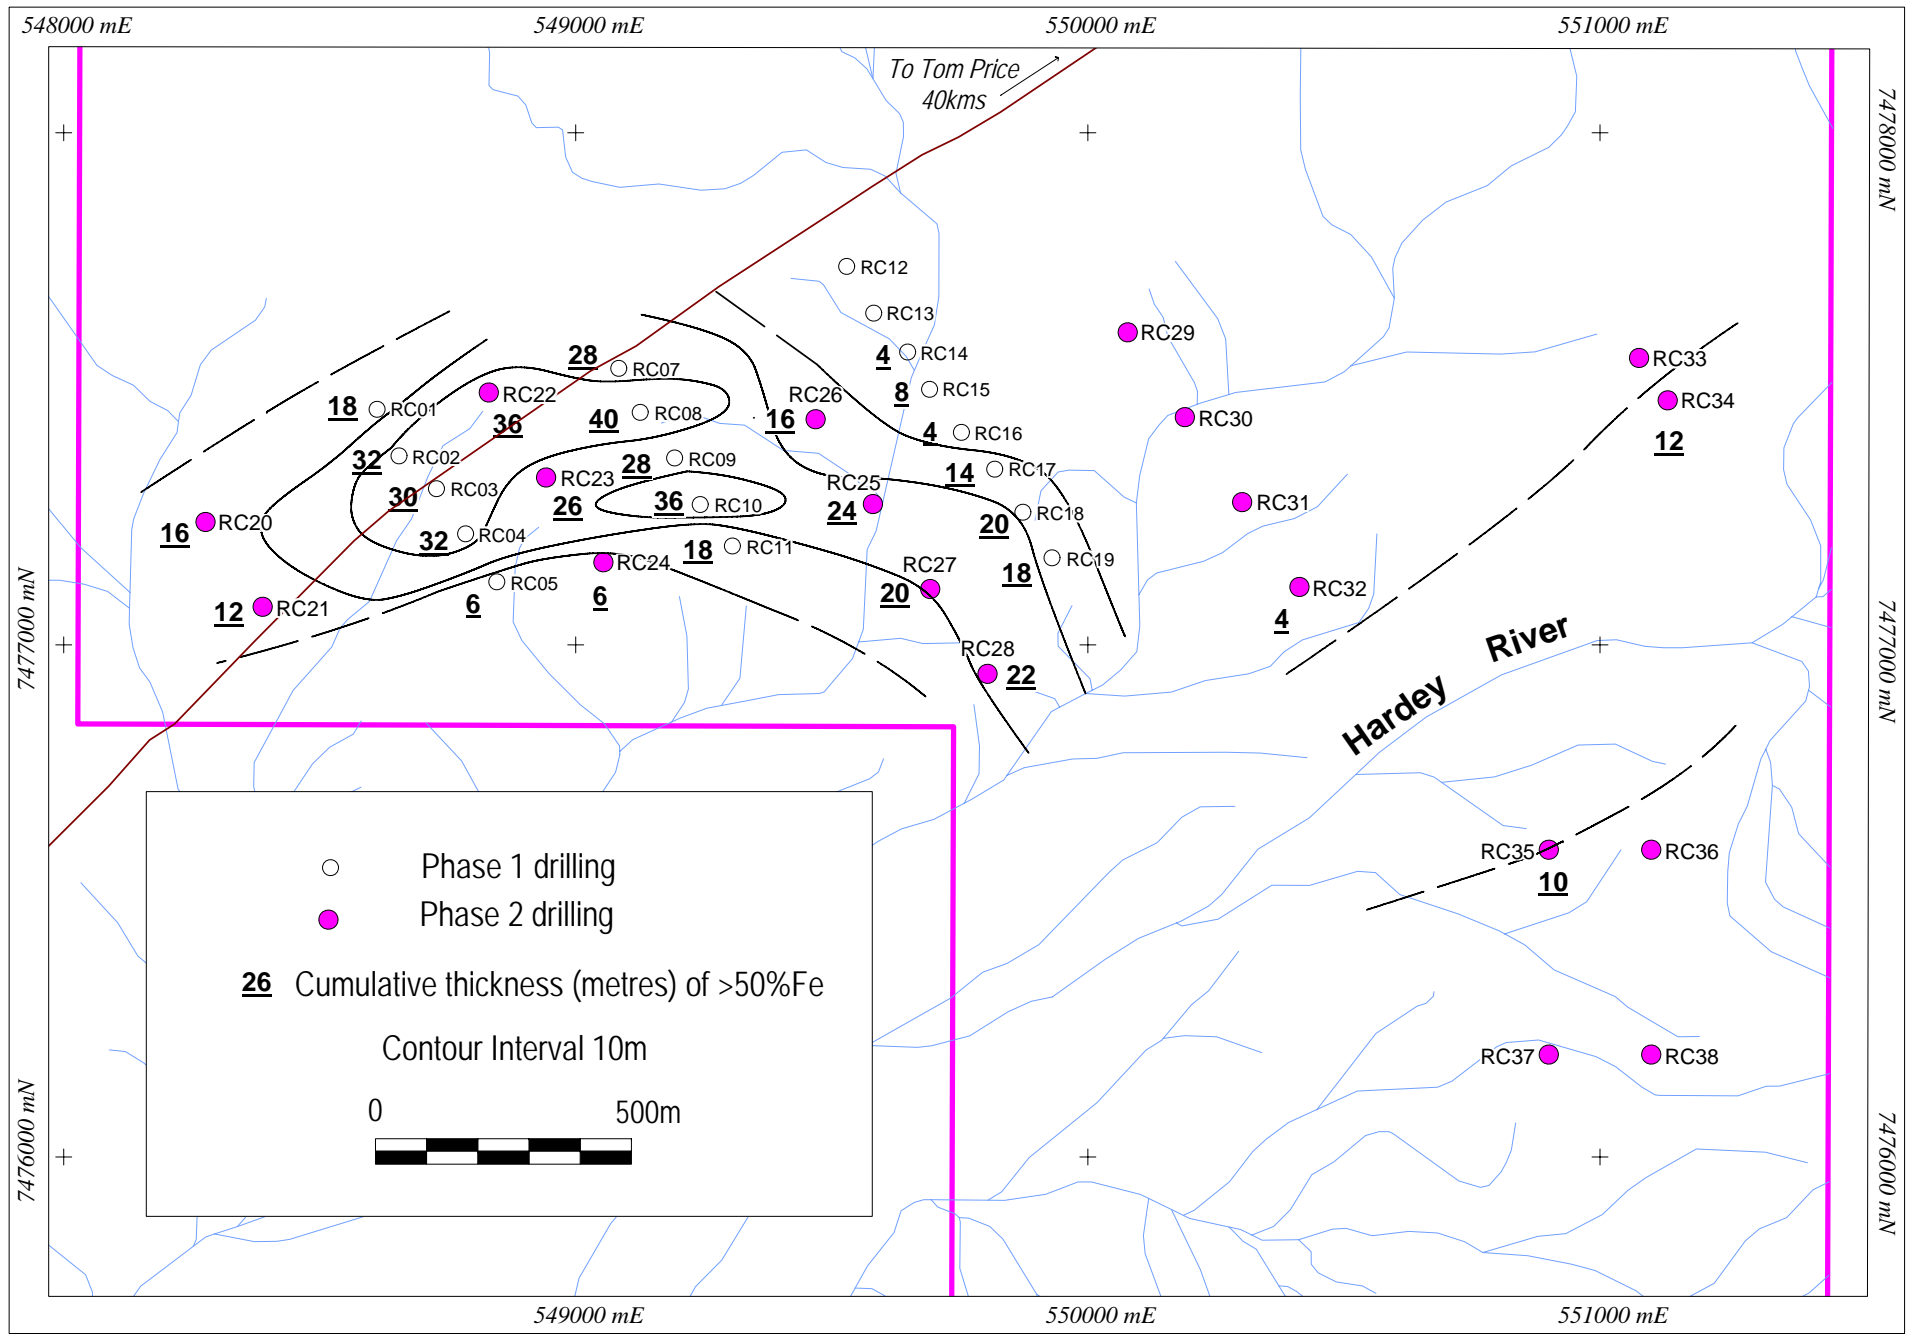 548000 mE
549000 mE
550000 mE
551000 mE
To Tom Price
40kms
7478000 mN
RC12
RC13
4
RC14
RC29
28
RC07
RC33
8
RC15
RC22
36
RC26
16
RC34
12
18
RC01
40
RC08
RC30
4
RC16
32
RC02
28
RC09
14
RC17
30
RC03
RC23
26
RC25
24
36
RC10
RC31
20
RC18
16
RC20
32
RC04
18
RC11
18
RC19
RC24
6
6
RC05
RC27
20
RC32
4
12
RC21
7477000 mN
7477000 mN
RC28
22
Hardey River
RC35
10
RC36
Phase 1 drilling
Phase 2 drilling
26 Cumulative thickness (metres) of >50%Fe
Contour Interval 10m
0 500m
RC37
RC38
7476000 mN
7476000 mN
549000 mE
550000 mE
551000 mE